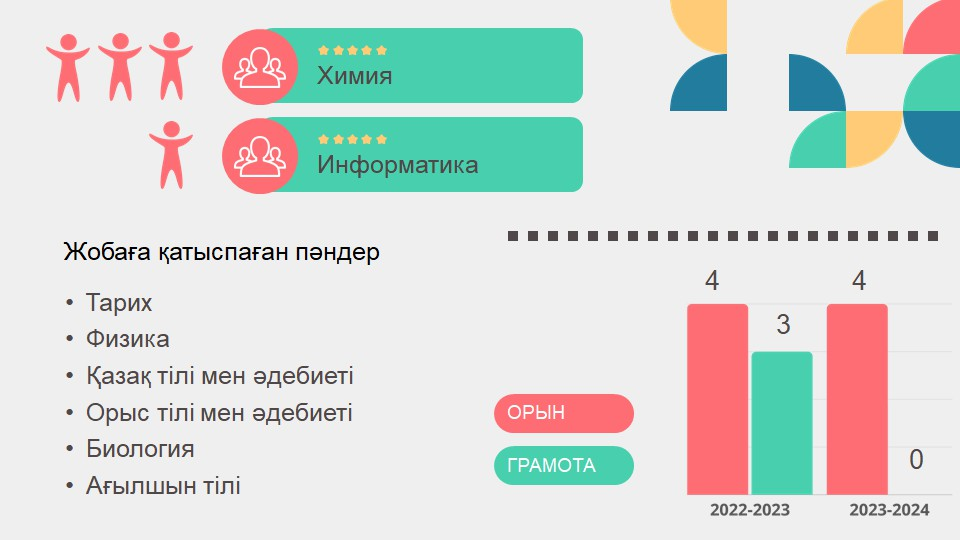 Химия
Информатика
Жобаға қатыспаған пәндер
• Тарих
• Физика
• Қазақ тілі мен әдебиеті
• Орыс тілі мен әдебиеті
• Биология
• Ағылшын тілі
ОРЫН
ГРАМОТА
4
3
4
0
2022-2023
2023-2024